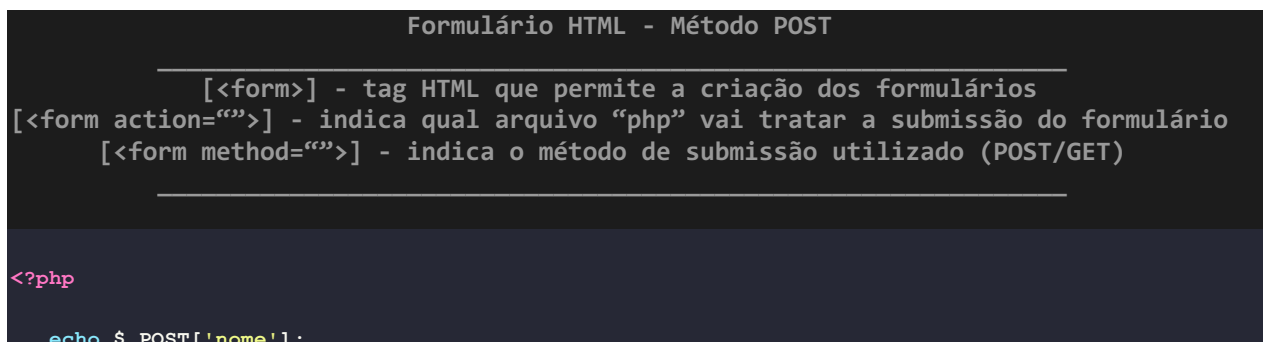 Formulário HTML - Método POST
[<form>] - tag HTML que permite a criação dos formulários
[<form action=“”>] - indica qual arquivo “php” vai tratar a submissão do formulário
[<form method=“”>] - indica o método de submissão utilizado (POST/GET)
<?php
echo $_POST['nome'];